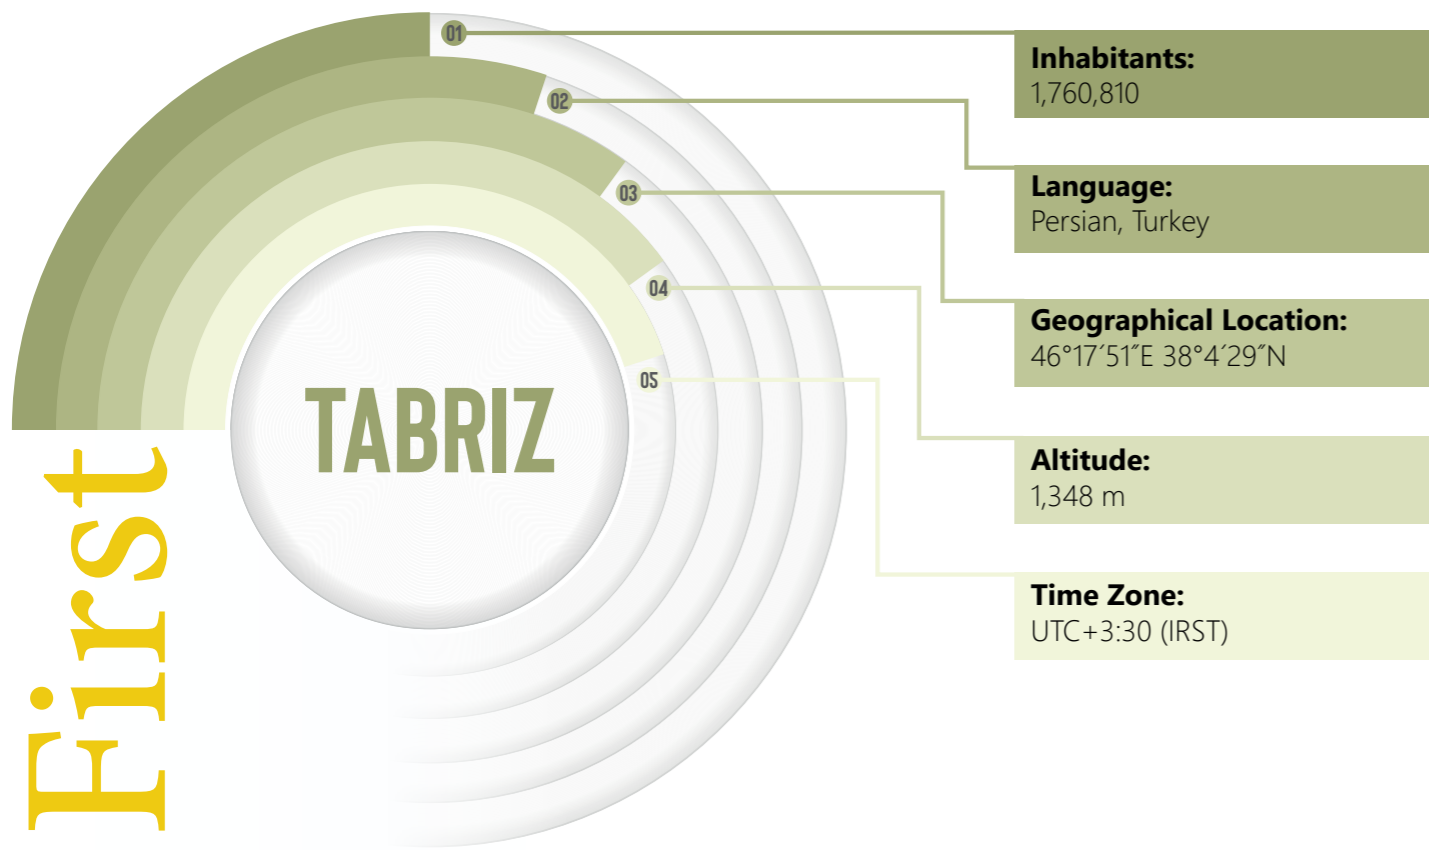 01
Inhabitants:
1,760,810
02
Language:
Persian, Turkey
03
Geographical Location:
46°17′51″E 38°4′29″N
04
Altitude:
1,348 m
05
Time Zone:
UTC+3:30 (IRST)
TABRIZ
First